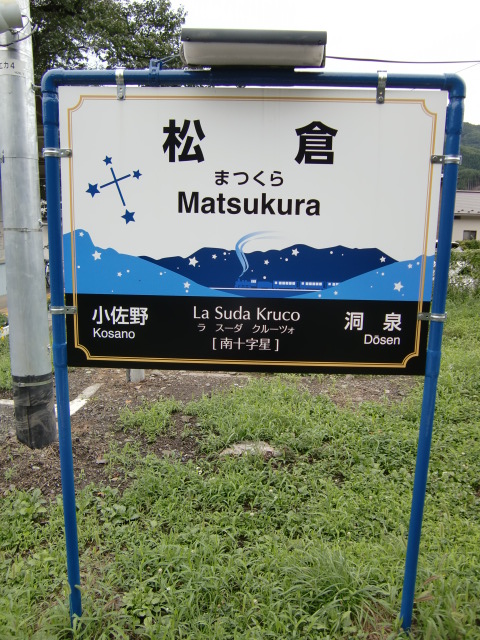 松倉
まつくら
Matsukura
小佐野
Kosano
La Suda Kruco
ラ スーダ クルーツォ
[南十字星]
洞泉
Dōsen